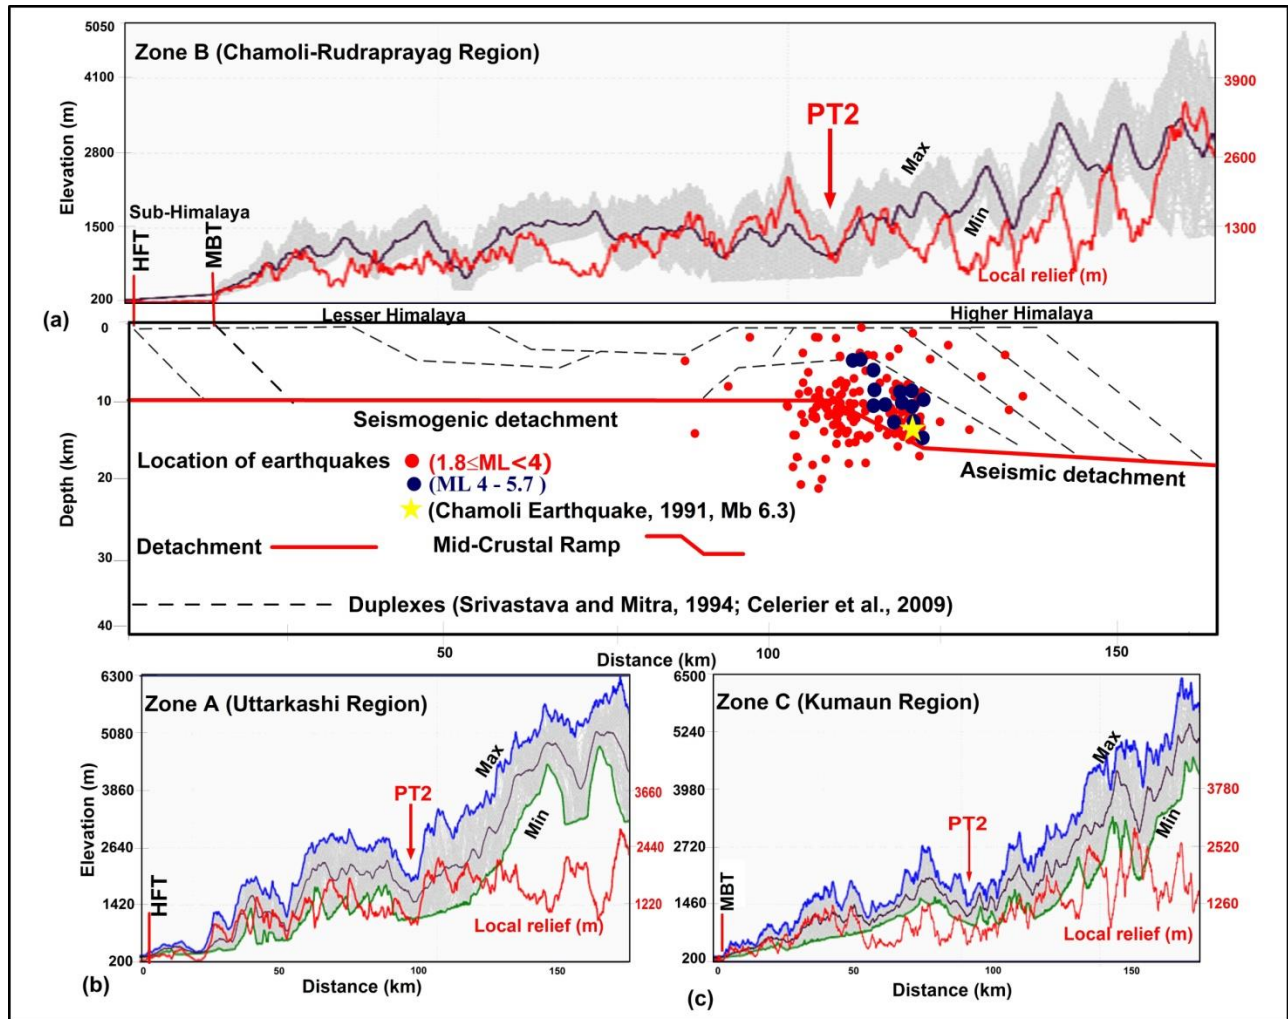 Zone B (Chamoli-Rudraprayag Region)
Elevation (m)
5050
4100
2800
1500
200
3900
2600
1300
PT2
Max
Min
Local relief (m)
Sub-Himalaya
HFT
MBT
(a)
Lesser Himalaya
Higher Himalaya
Depth (km)
0
10
20
30
40
Seismogenic detachment
Aseismic detachment
Location of earthquakes
(1.8≤ML<4)
(ML 4 - 5.7 )
(Chamoli Earthquake, 1991, Mb 6.3)
Detachment
Mid-Crustal Ramp
Duplexes (Srivastava and Mitra, 1994; Celerier et al., 2009)
50
100
150
Distance (km)
Zone A (Uttarkashi Region)
Elevation (m)
6300
5080
3860
2640
1420
200
3660
2440
1220
PT2
Max
Min
HFT
Local relief (m)
0
50
100
150
Distance (km)
(b)
Zone C (Kumaun Region)
6500
5240
3980
2720
1460
200
3780
2520
1260
PT2
Max
Min
MBT
Local relief (m)
0
50
100
150
Distance (km)
(c)